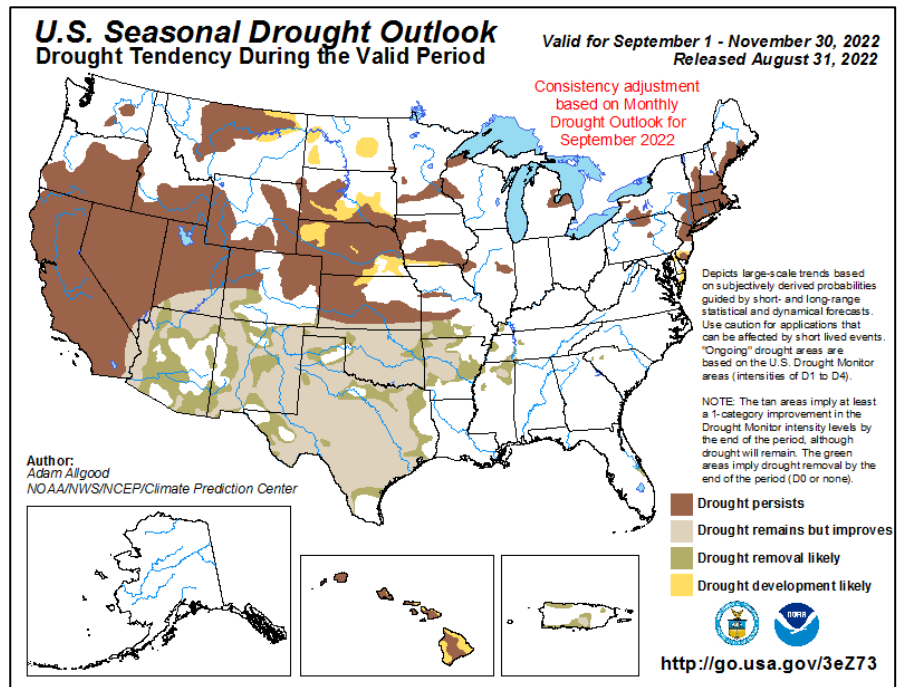 U.S. Seasonal Drought Outlook
Drought Tendency During the Valid Period
Valid for September 1 - November 30, 2022
Released August 31, 2022
Consistency adjustment
based on Monthly
Drought Outlook for
September 2022
Depicts large-scale trends based
on subjectively derived probabilities
guided by short- and long-range
statistical and dynamical forecasts.
Use caution for applications that
can be affected by short lived events.
"Ongoing" drought areas are
based on the U.S. Drought Monitor
areas (intensities of D1 to D4).
NOTE: The tan areas imply at least
a 1-category improvement in the
Drought Monitor intensity levels by
the end of the period, although
drought will remain. The green
areas imply drought removal by the
end of the period (D0 or none).
Author:
Adam Allgood
NOAA/NWS/NCEP/Climate Prediction Center
Drought persists
Drought remains but improves
Drought removal likely
Drought development likely
NOAA
http://go.usa.gov/3eZ73